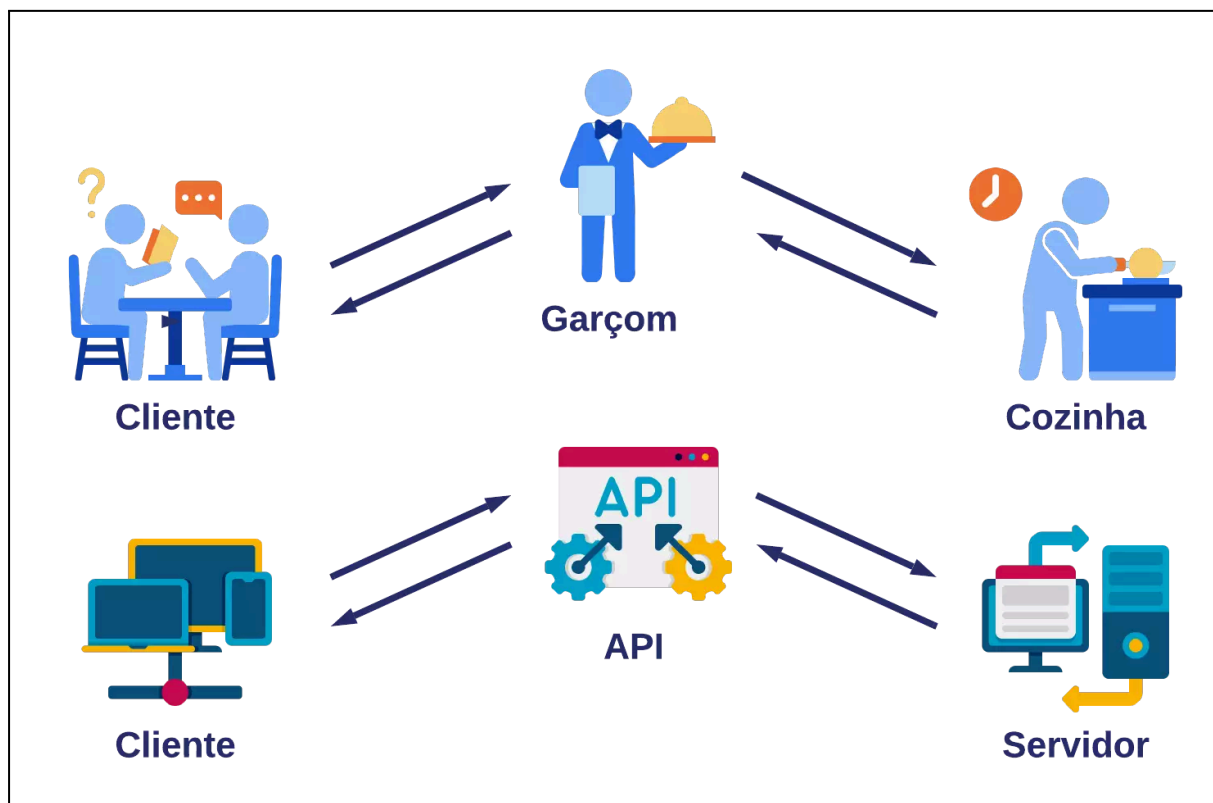 Garçom
Cliente
Cozinha
API
API
Cliente
Servidor